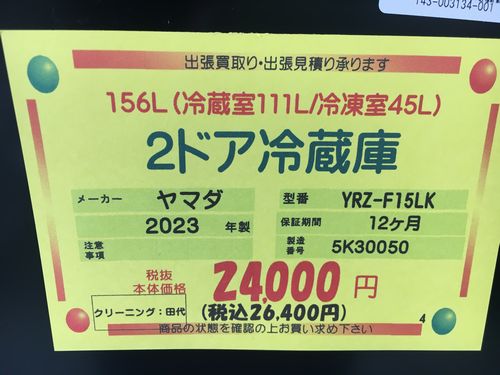 143-003134-001
出張買取り・出張見積り承ります
156L(冷蔵室111L/冷凍室45L)
2ドア冷蔵庫
メーカー ヤマダ 型番 YRZ-F15LK
2023 年製 保証期間 12ヶ月
注意事項 製造番号 5K30050
税抜本体価格 24,000 円
クリーニング:田代 (税込26,400円)
商品の状態を確認の上お買い求め下さい
4